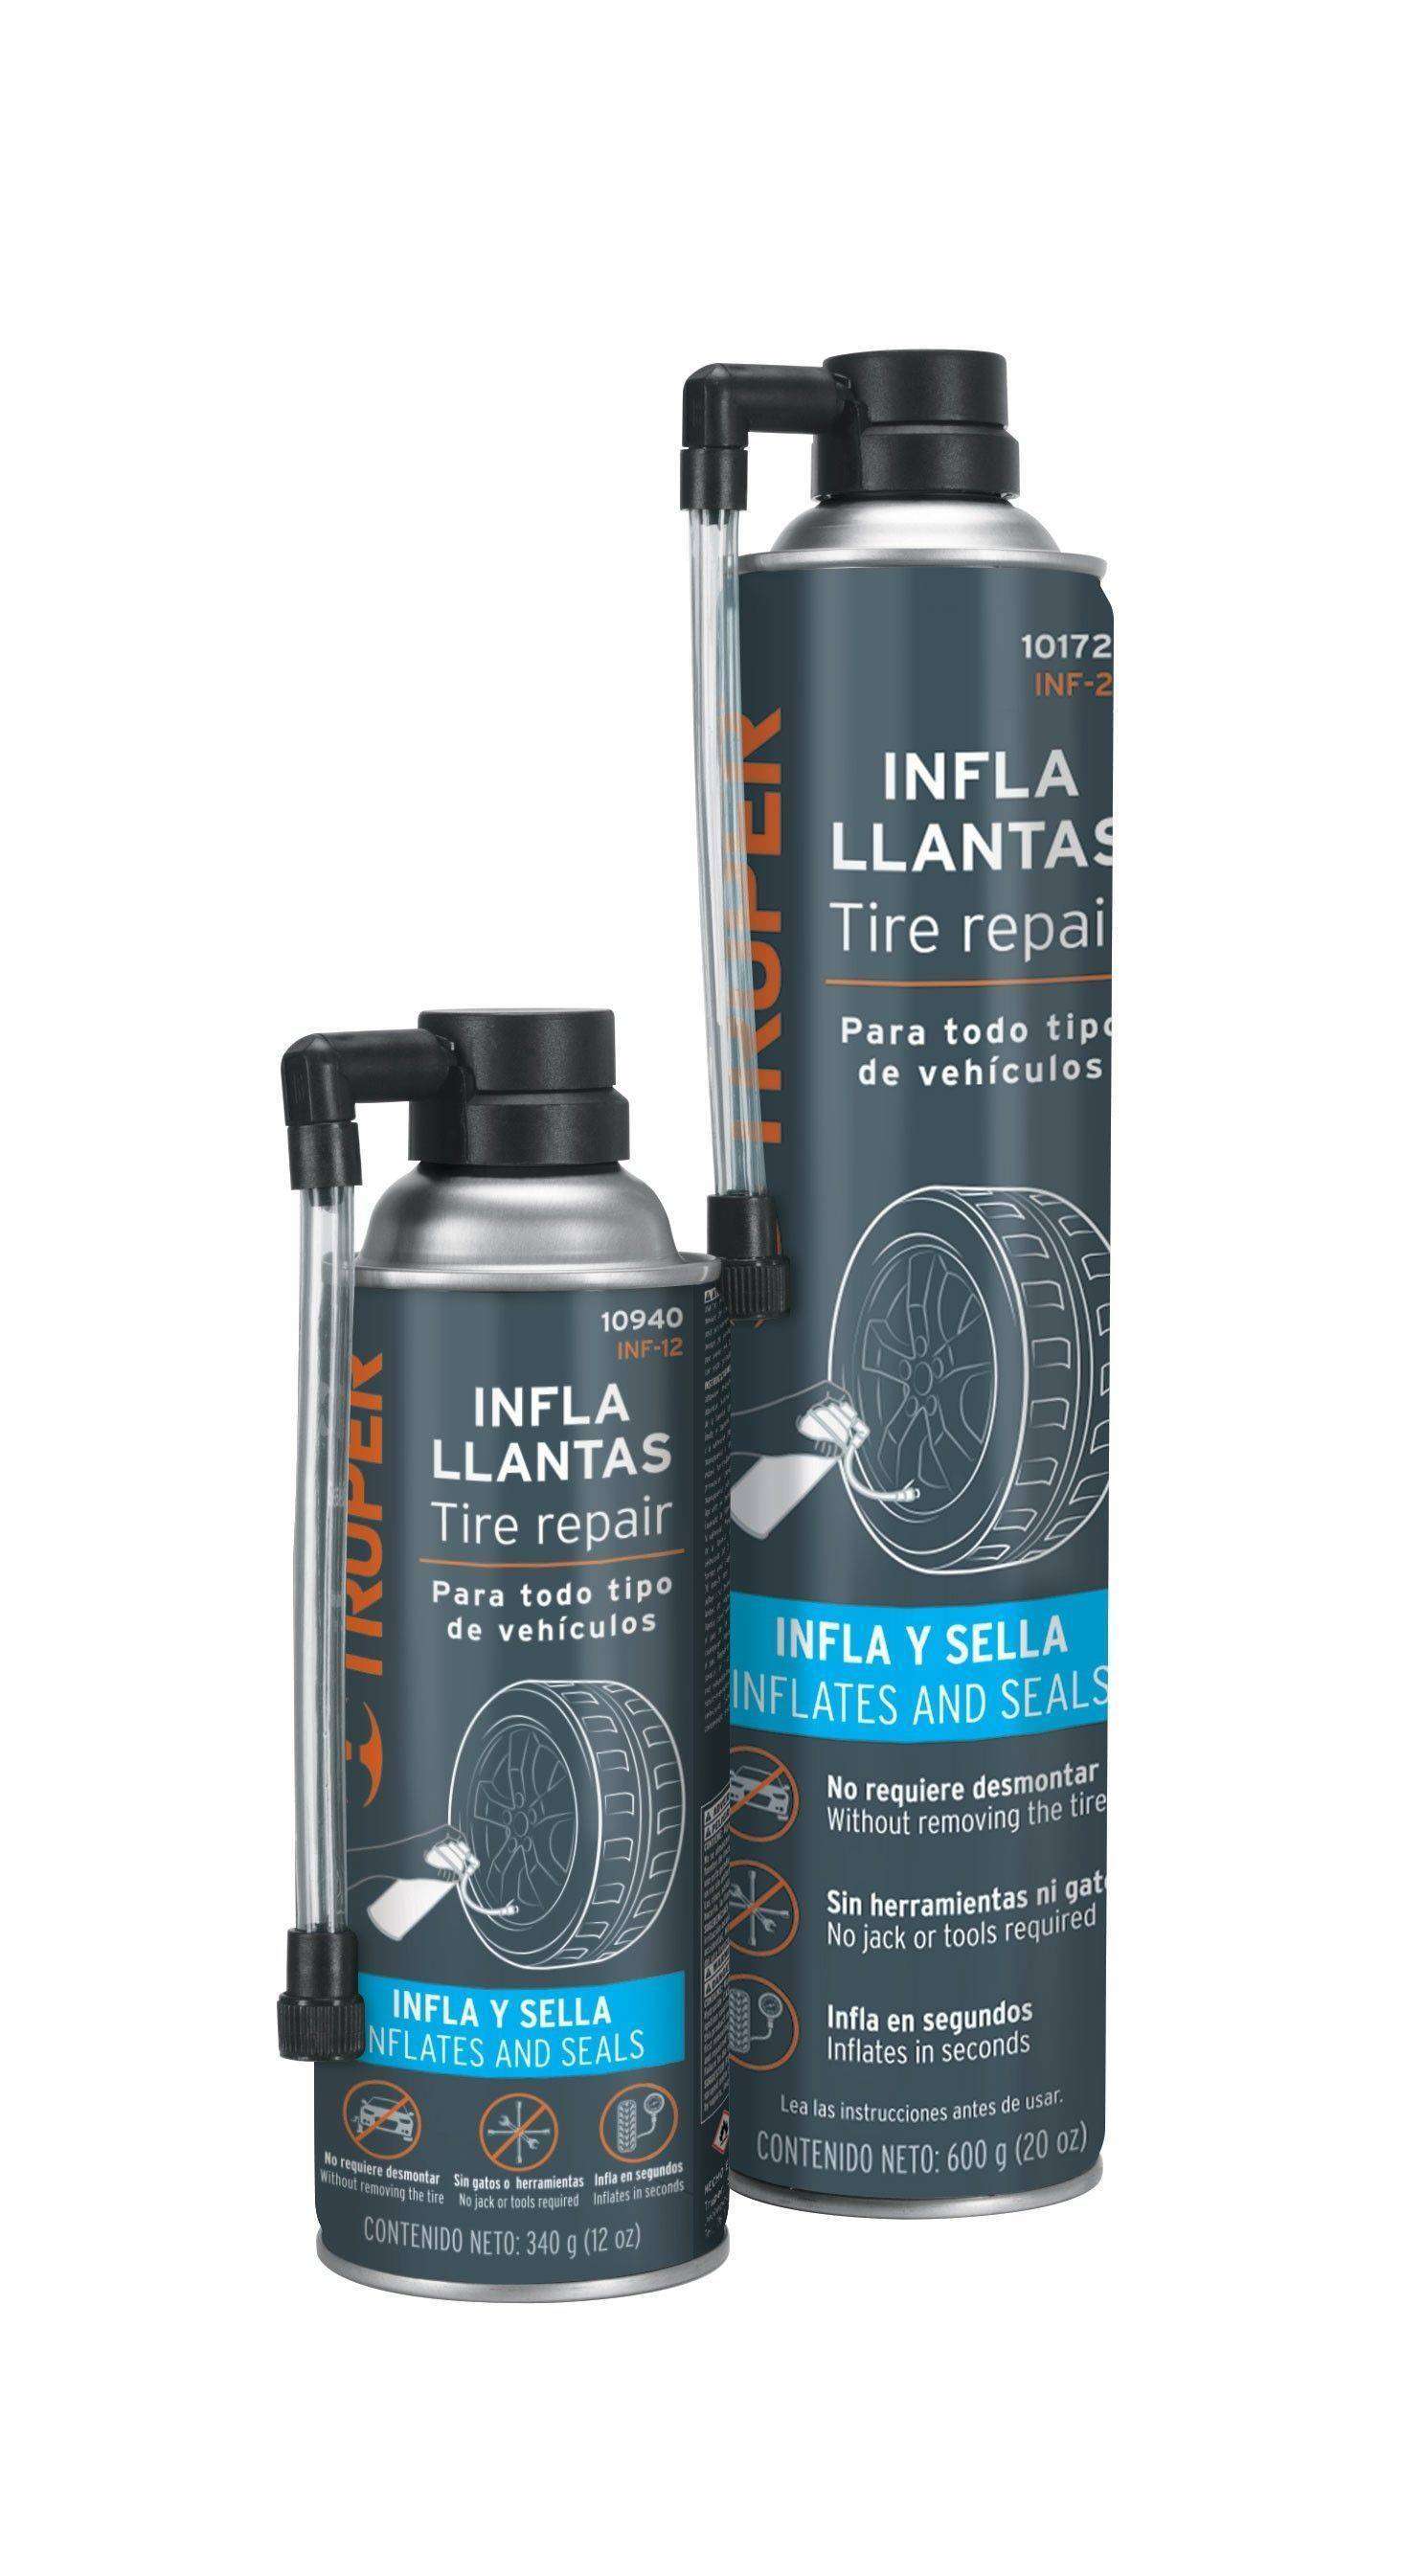 10172
INF-2
TRUPER
INFLA
LLANTAS
Tire repai
Para todo tipo
de vehículos
INFLA Y SELLA
INFLATES AND SEALS
No requiere desmontar
Without removing the tire
Sin herramientas ni gato
No jack or tools required
Infla en segundos
Inflates in seconds
Lea las instrucciones antes de usar.
CONTENIDO NETO: 600 g (20 oz)
10940
INF-12
TRUPER
INFLA
LLANTAS
Tire repair
Para todo tipo
de vehículos
INFLA Y SELLA
NFLATES AND SEALS
No requiere desmontar
Without removing the tire
Sin gatos o herramientas
No jack or tools required
Infla en segundos
Inflates in seconds
CONTENIDO NETO: 340 g (12 oz)